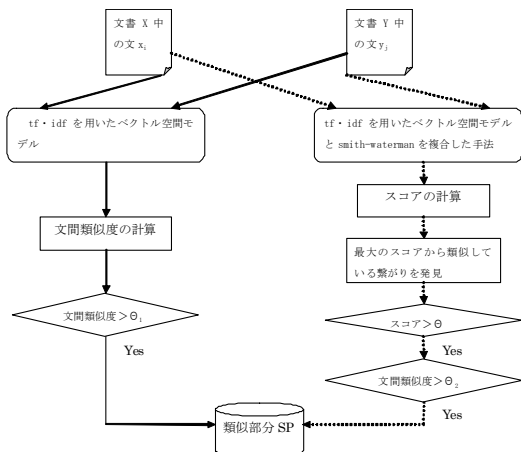 文書 X 中
の文 xi
文書 Y 中
の文 yj
tf・idf を用いたベクトル空間モ
デル
tf・idf を用いたベクトル空間モデル
と smith-waterman を複合した手法
スコアの計算
文間類似度の計算
最大のスコアから類似して
いる繋がりを発見
文間類似度＞Θ1
スコア＞Θ
Yes
Yes
文間類似度＞Θ2
Yes
類似部分 SP